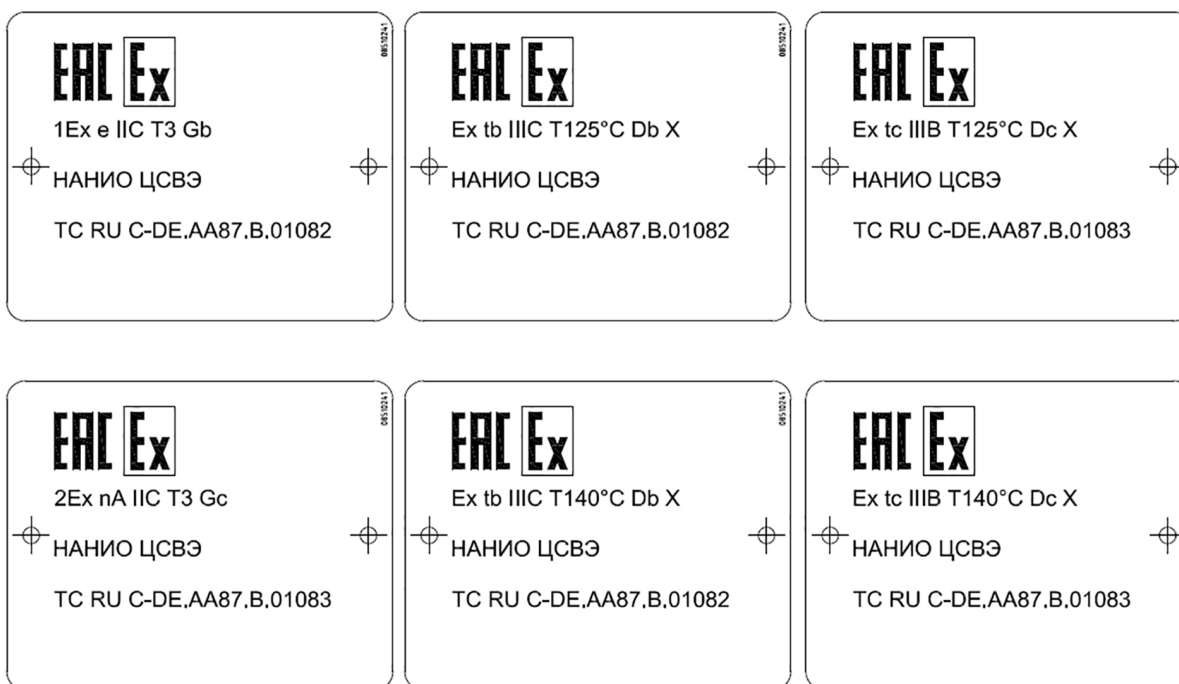 08510241
EAC Ex
1Ex e IIC T3 Gb
НАНИО ЦСВЭ
TC RU C-DE.AA87.B.01082
08510241
EAC Ex
Ex tb IIIC T125°C Db X
НАНИО ЦСВЭ
TC RU C-DE.AA87.B.01082
EAC Ex
Ex tc IIIB T125°C Dc X
НАНИО ЦСВЭ
TC RU C-DE.AA87.B.01083
08510241
EAC Ex
2Ex nA IIC T3 Gc
НАНИО ЦСВЭ
TC RU C-DE.AA87.B.01083
08510241
EAC Ex
Ex tb IIIC T140°C Db X
НАНИО ЦСВЭ
TC RU C-DE.AA87.B.01082
EAC Ex
Ex tc IIIB T140°C Dc X
НАНИО ЦСВЭ
TC RU C-DE.AA87.B.01083